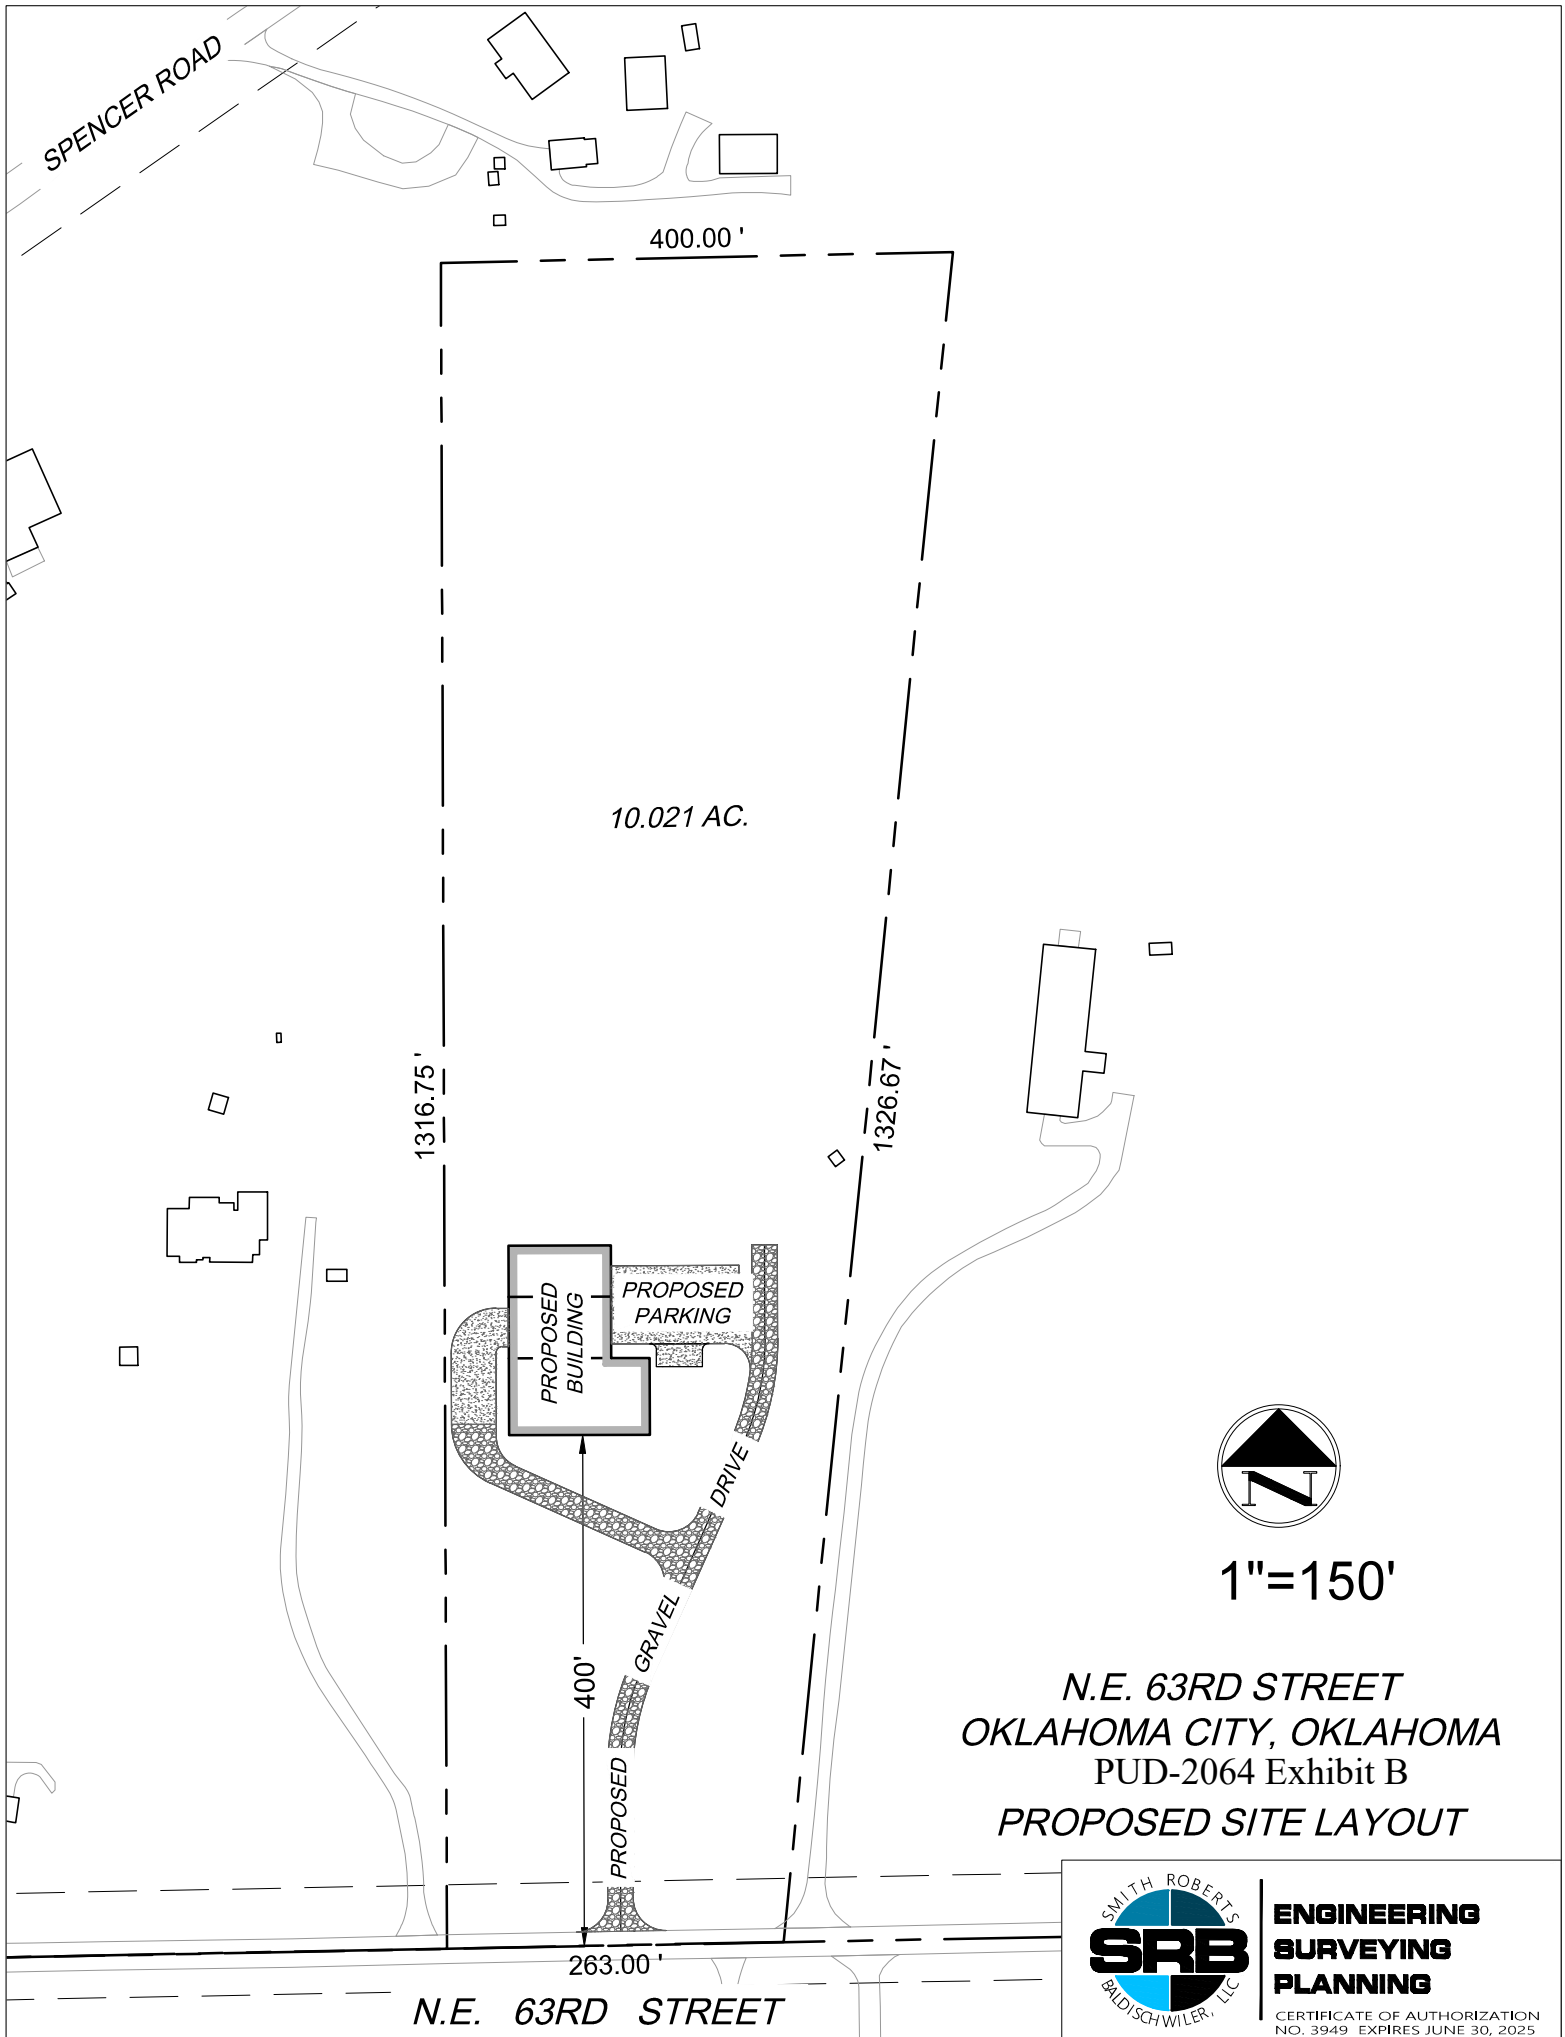 SPENCER ROAD
400.00 '
10.021 AC.
1316.75 '
1326.67 '
PROPOSED
BUILDING
PROPOSED
PARKING
PROPOSED GRAVEL DRIVE
400'
N
1"=150'
N.E. 63RD STREET
OKLAHOMA CITY, OKLAHOMA
PUD-2064 Exhibit B
PROPOSED SITE LAYOUT
263.00 '
N.E. 63RD STREET
SMITH ROBERTS
SRB
BALDISCHWILER, LLC
ENGINEERING
SURVEYING
PLANNING
CERTIFICATE OF AUTHORIZATION
NO. 3949 EXPIRES JUNE 30, 2025